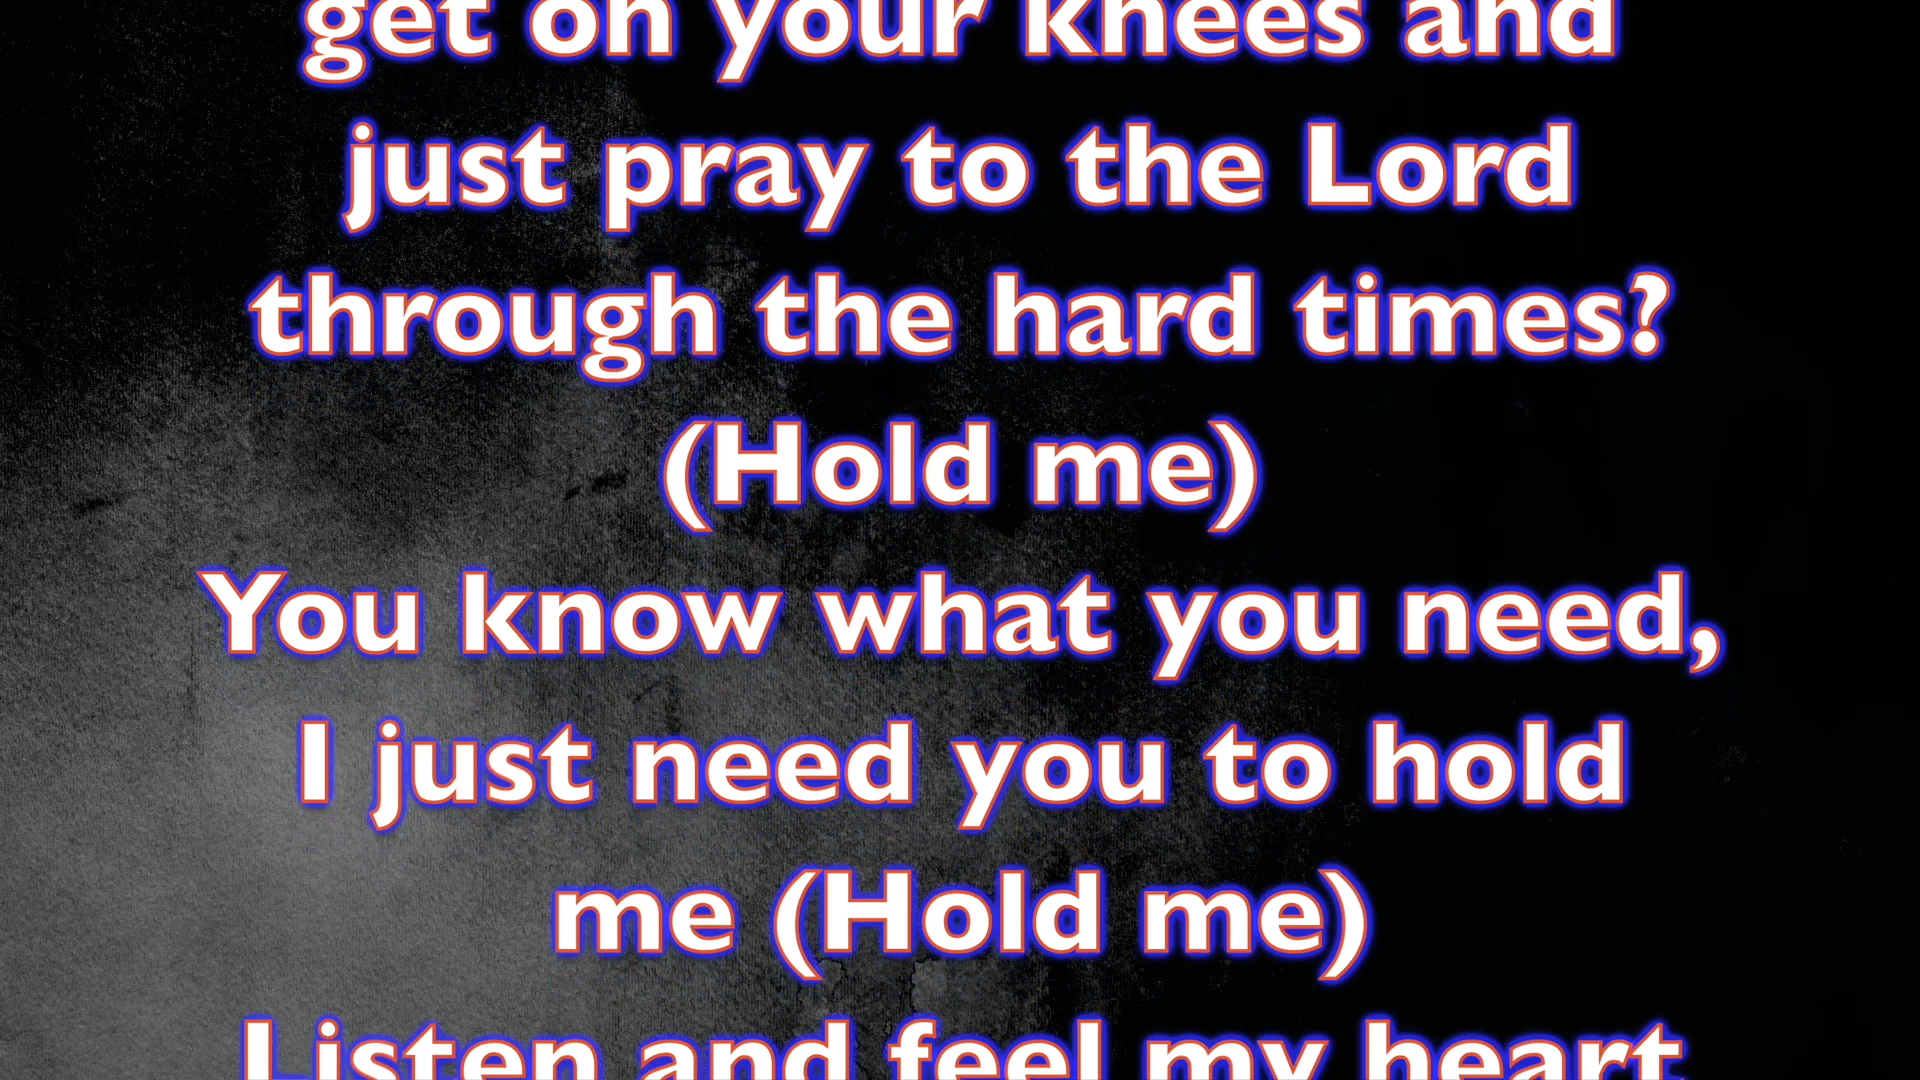 get on your knees and
just pray to the Lord
through the hard times?
(Hold me)
You know what you need,
I just need you to hold
me (Hold me)
Listen and feel my heart